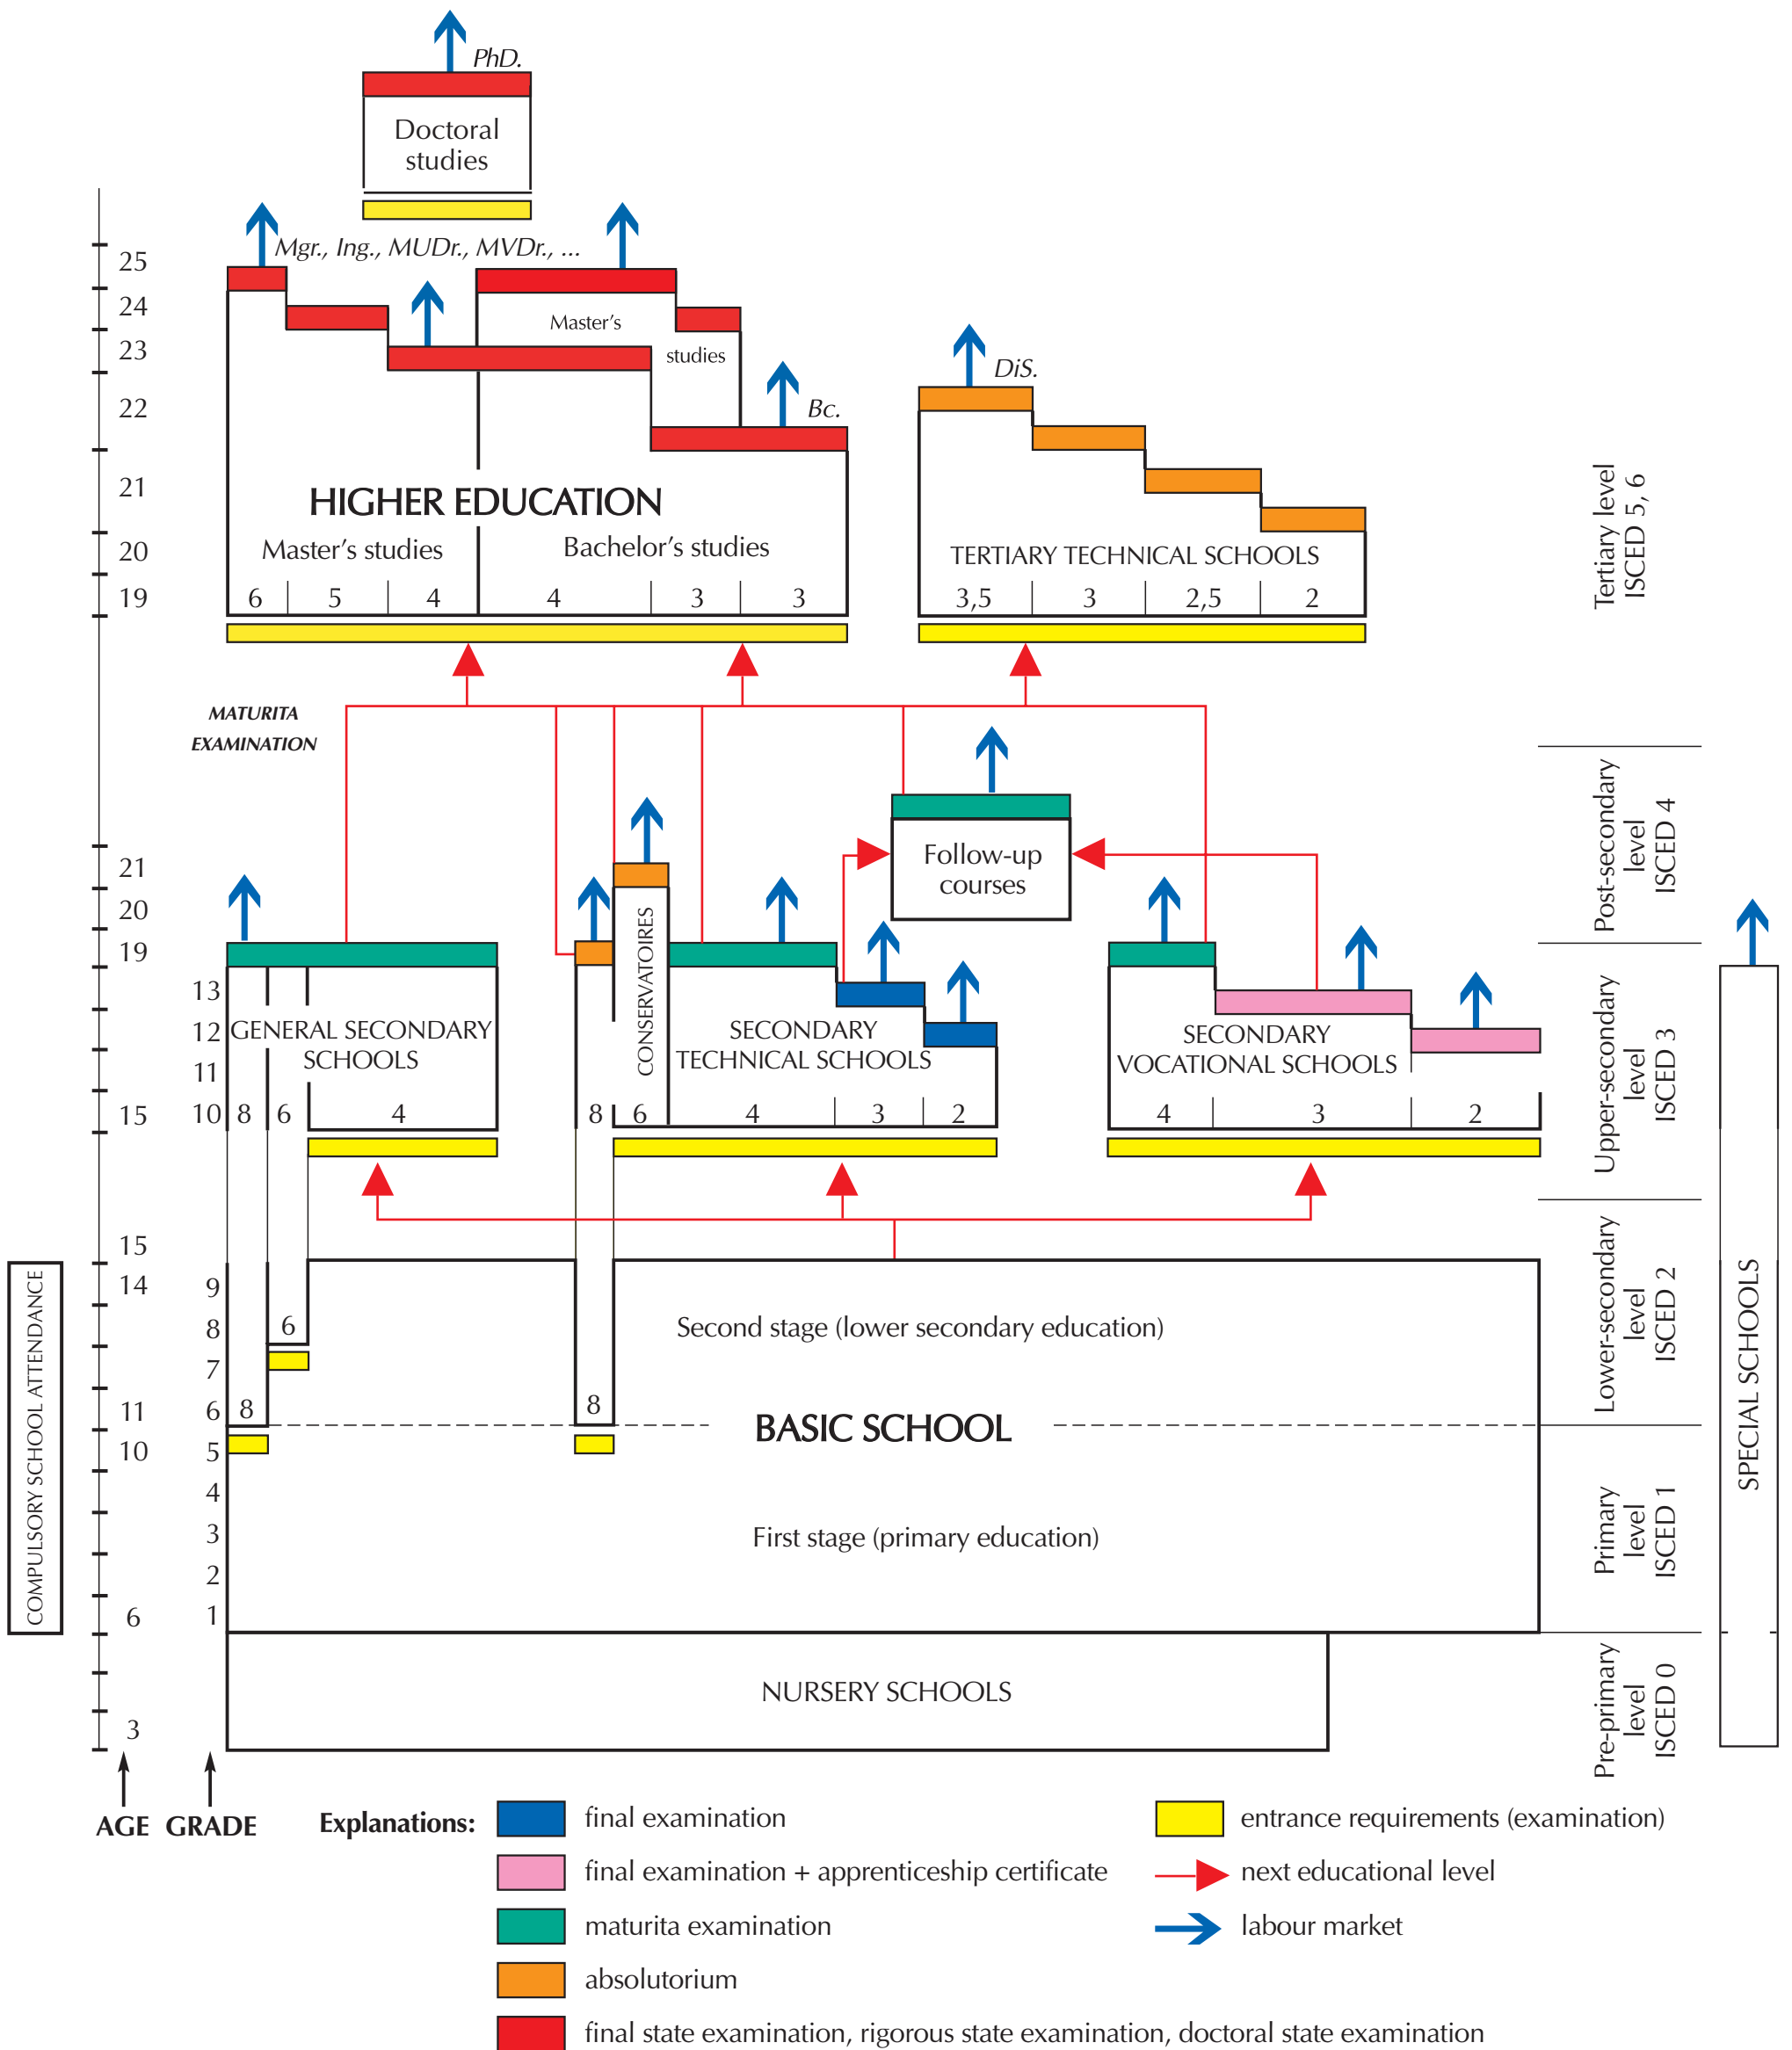 PhD.
Doctoral
studies
Mgr., Ing., MUDr., MVDr., ...
25
24
23
22
21
20
19
Master's
studies
Bc.
DiS.
HIGHER EDUCATION
Master's studies
Bachelor's studies
6 5 4 4 3 3
TERTIARY TECHNICAL SCHOOLS
3,5 3 2,5 2
Tertiary level
ISCED 5, 6
MATURITA
EXAMINATION
Post-secondary
level
ISCED 4
Follow-up
courses
21
20
19
15
13
12
11
10
GENERAL SECONDARY
SCHOOLS
8 6 4
CONSERVATOIRES
8 6
SECONDARY
TECHNICAL SCHOOLS
4 3 2
SECONDARY
VOCATIONAL SCHOOLS
4 3 2
Upper-secondary
level
ISCED 3
15
14
11
10
6
3
9
8
7
6
5
4
3
2
1
6
8
8
COMPULSORY SCHOOL ATTENDANCE
Second stage (lower secondary education)
BASIC SCHOOL
First stage (primary education)
Lower-secondary
level
ISCED 2
Primary
level
ISCED 1
SPECIAL SCHOOLS
NURSERY SCHOOLS
Pre-primary
level
ISCED 0
AGE GRADE
Explanations:
final examination
final examination + apprenticeship certificate
maturita examination
absolutorium
final state examination, rigorous state examination, doctoral state examination
entrance requirements (examination)
next educational level
labour market